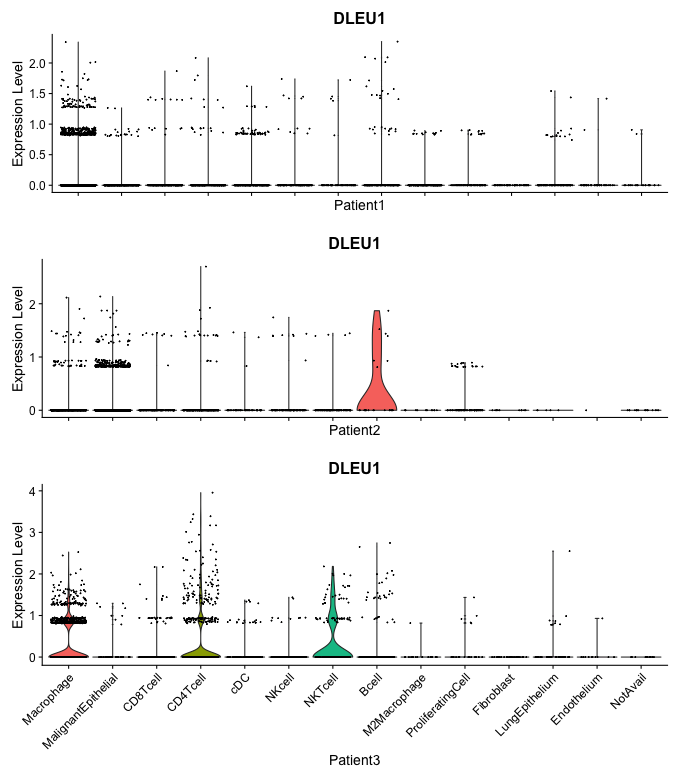 DLEU1
Expression Level
2.0
1.5
1.0
0.5
0.0
Patient1
DLEU1
Expression Level
2
1
0
Patient2
DLEU1
Expression Level
4
3
2
1
0
Macrophage
MalignantEpithelial
CD8Tcell
CD4Tcell
cDC
NKcell
NKTcell
Bcell
M2Macrophage
ProliferatingCell
Fibroblast
LungEpithelium
Endothelium
NotAvail
Patient3